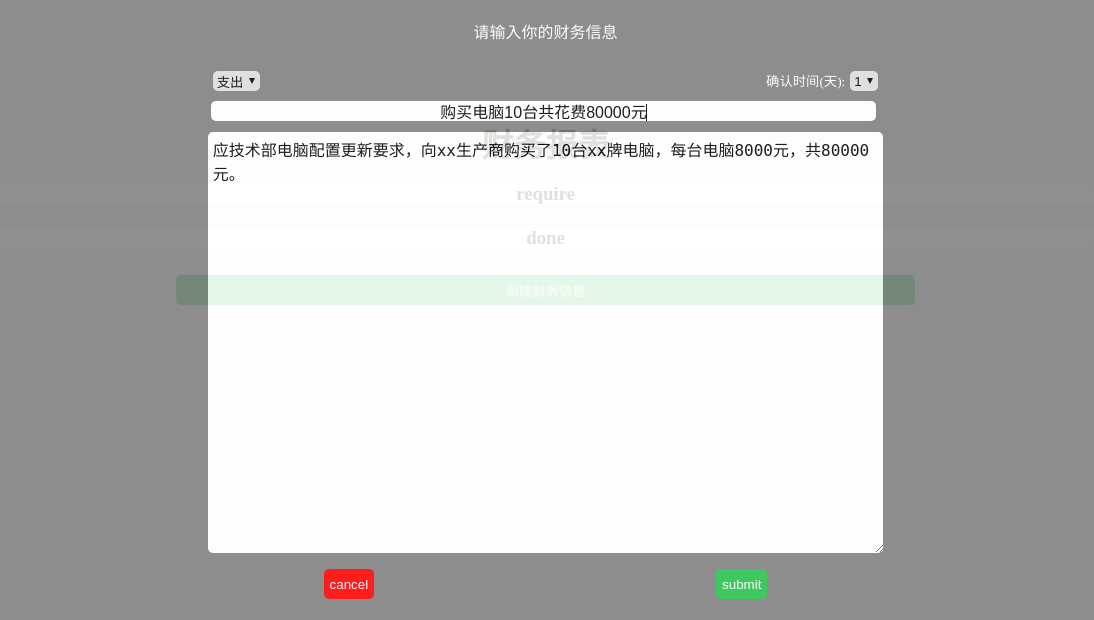 请输入你的财务信息
支出 ▼ 确认时间(天): 1 ▼
购买电脑10台共花费80000元
财务报表
应技术部电脑配置更新要求，向xx生产商购买了10台xx牌电脑，每台电脑8000元，共80000
元。
require
done
新建财务信息
cancel submit